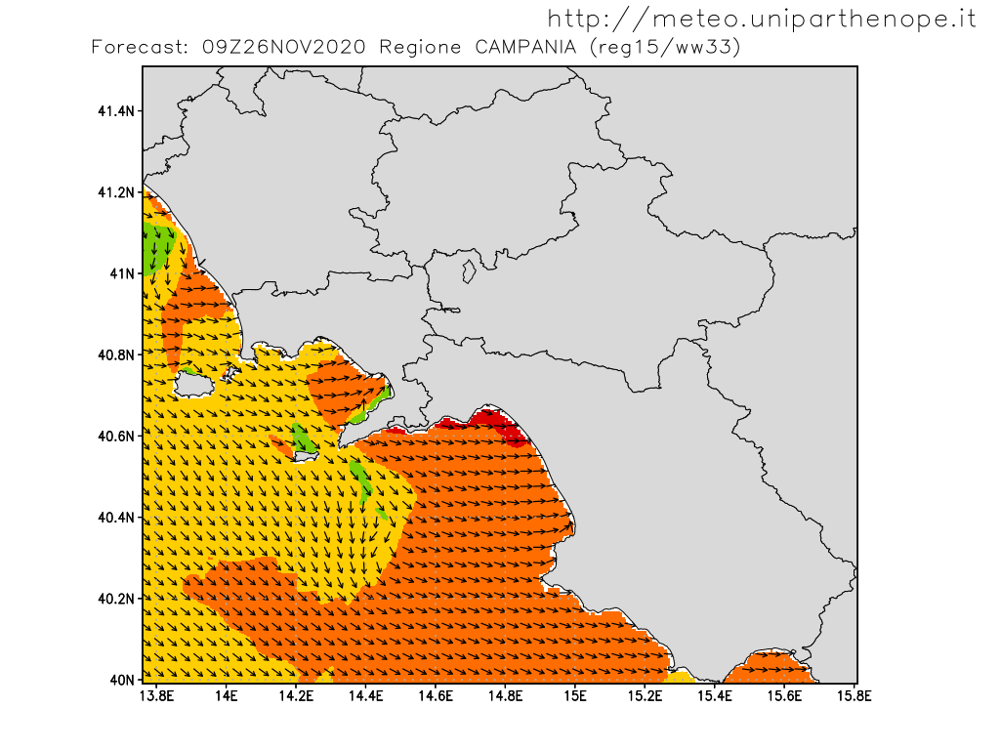 http://meteo.uniparthenope.it
Forecast: 09Z26NOV2020 Regione CAMPANIA (reg15/ww33)
41.4N
41.2N
41N
40.8N
40.6N
40.4N
40.2N
40N
13.8E 14E 14.2E 14.4E 14.6E 14.8E 15E 15.2E 15.4E 15.6E 15.8E